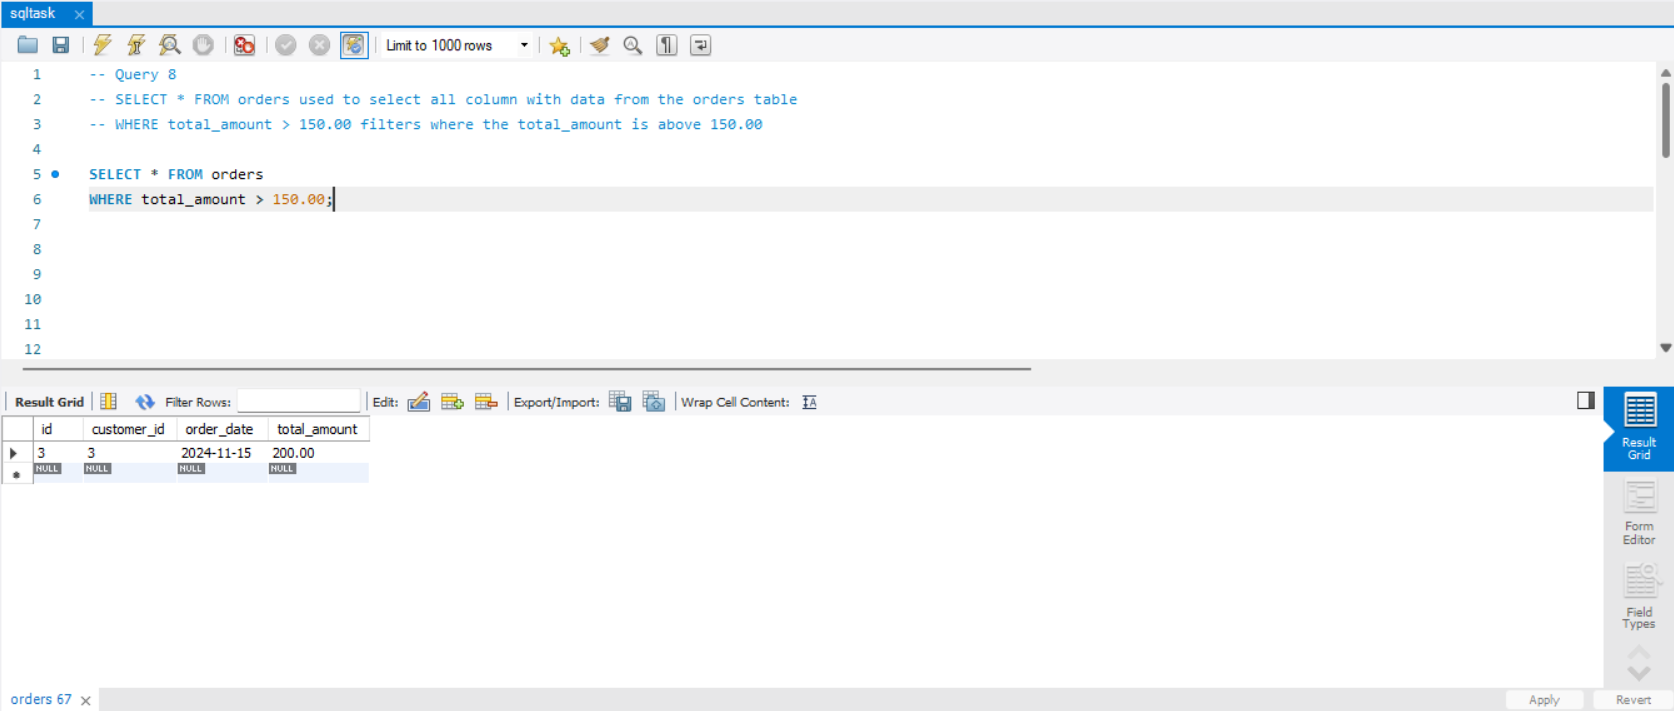 sqltask
Limit to 1000 rows
1 -- Query 8
2 -- SELECT * FROM orders used to select all column with data from the orders table
3 -- WHERE total_amount > 150.00 filters where the total_amount is above 150.00
4
5 SELECT * FROM orders
6 WHERE total_amount > 150.00;
7
8
9
10
11
12
Result Grid Filter Rows: Edit: Export/Import: Wrap Cell Content:
id customer_id order_date total_amount
3 3 2024-11-15 200.00
NULL NULL NULL NULL
Result
Grid
Form
Editor
Field
Types
orders 67
Apply Revert